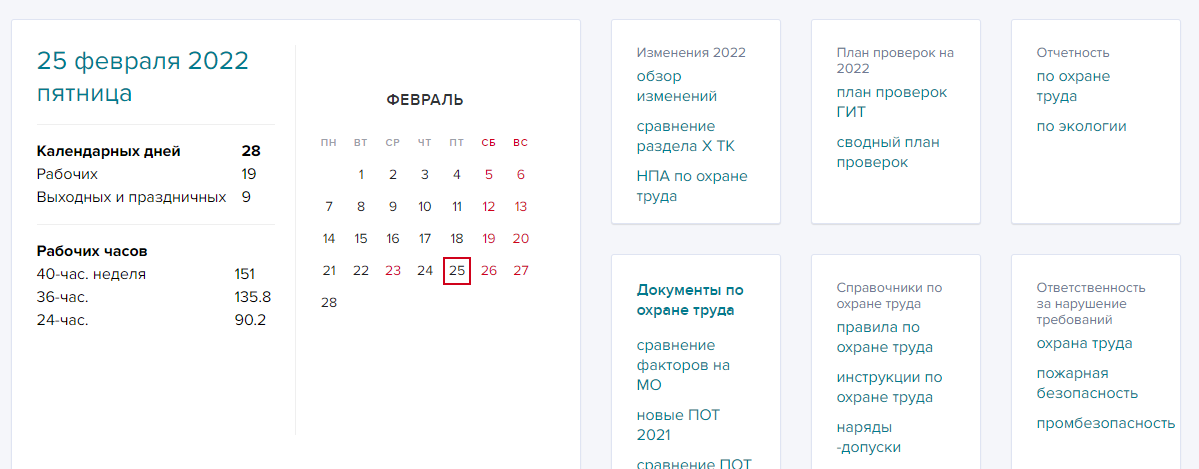 25 февраля 2022
пятница
Календарных дней 28
Рабочих 19
Выходных и праздничных 9
Рабочих часов
40-час. неделя 151
36-час. 135.8
24-час. 90.2
ФЕВРАЛЬ
ПН ВТ СР ЧТ ПТ СБ ВС
1 2 3 4 5 6
7 8 9 10 11 12 13
14 15 16 17 18 19 20
21 22 23 24 25 26 27
28
Изменения 2022
обзор
изменений
сравнение
раздела X ТК
НПА по охране
труда
План проверок на
2022
план проверок
ГИТ
сводный план
проверок
Отчетность
по охране
труда
по экологии
Документы по
охране труда
сравнение
факторов на
МО
новые ПОТ
2021
сравнение ПОТ
Справочники по
охране труда
правила по
охране труда
инструкции по
охране труда
наряды
-допуски
Ответственность
за нарушение
требований
охрана труда
пожарная
безопасность
промбезопасность